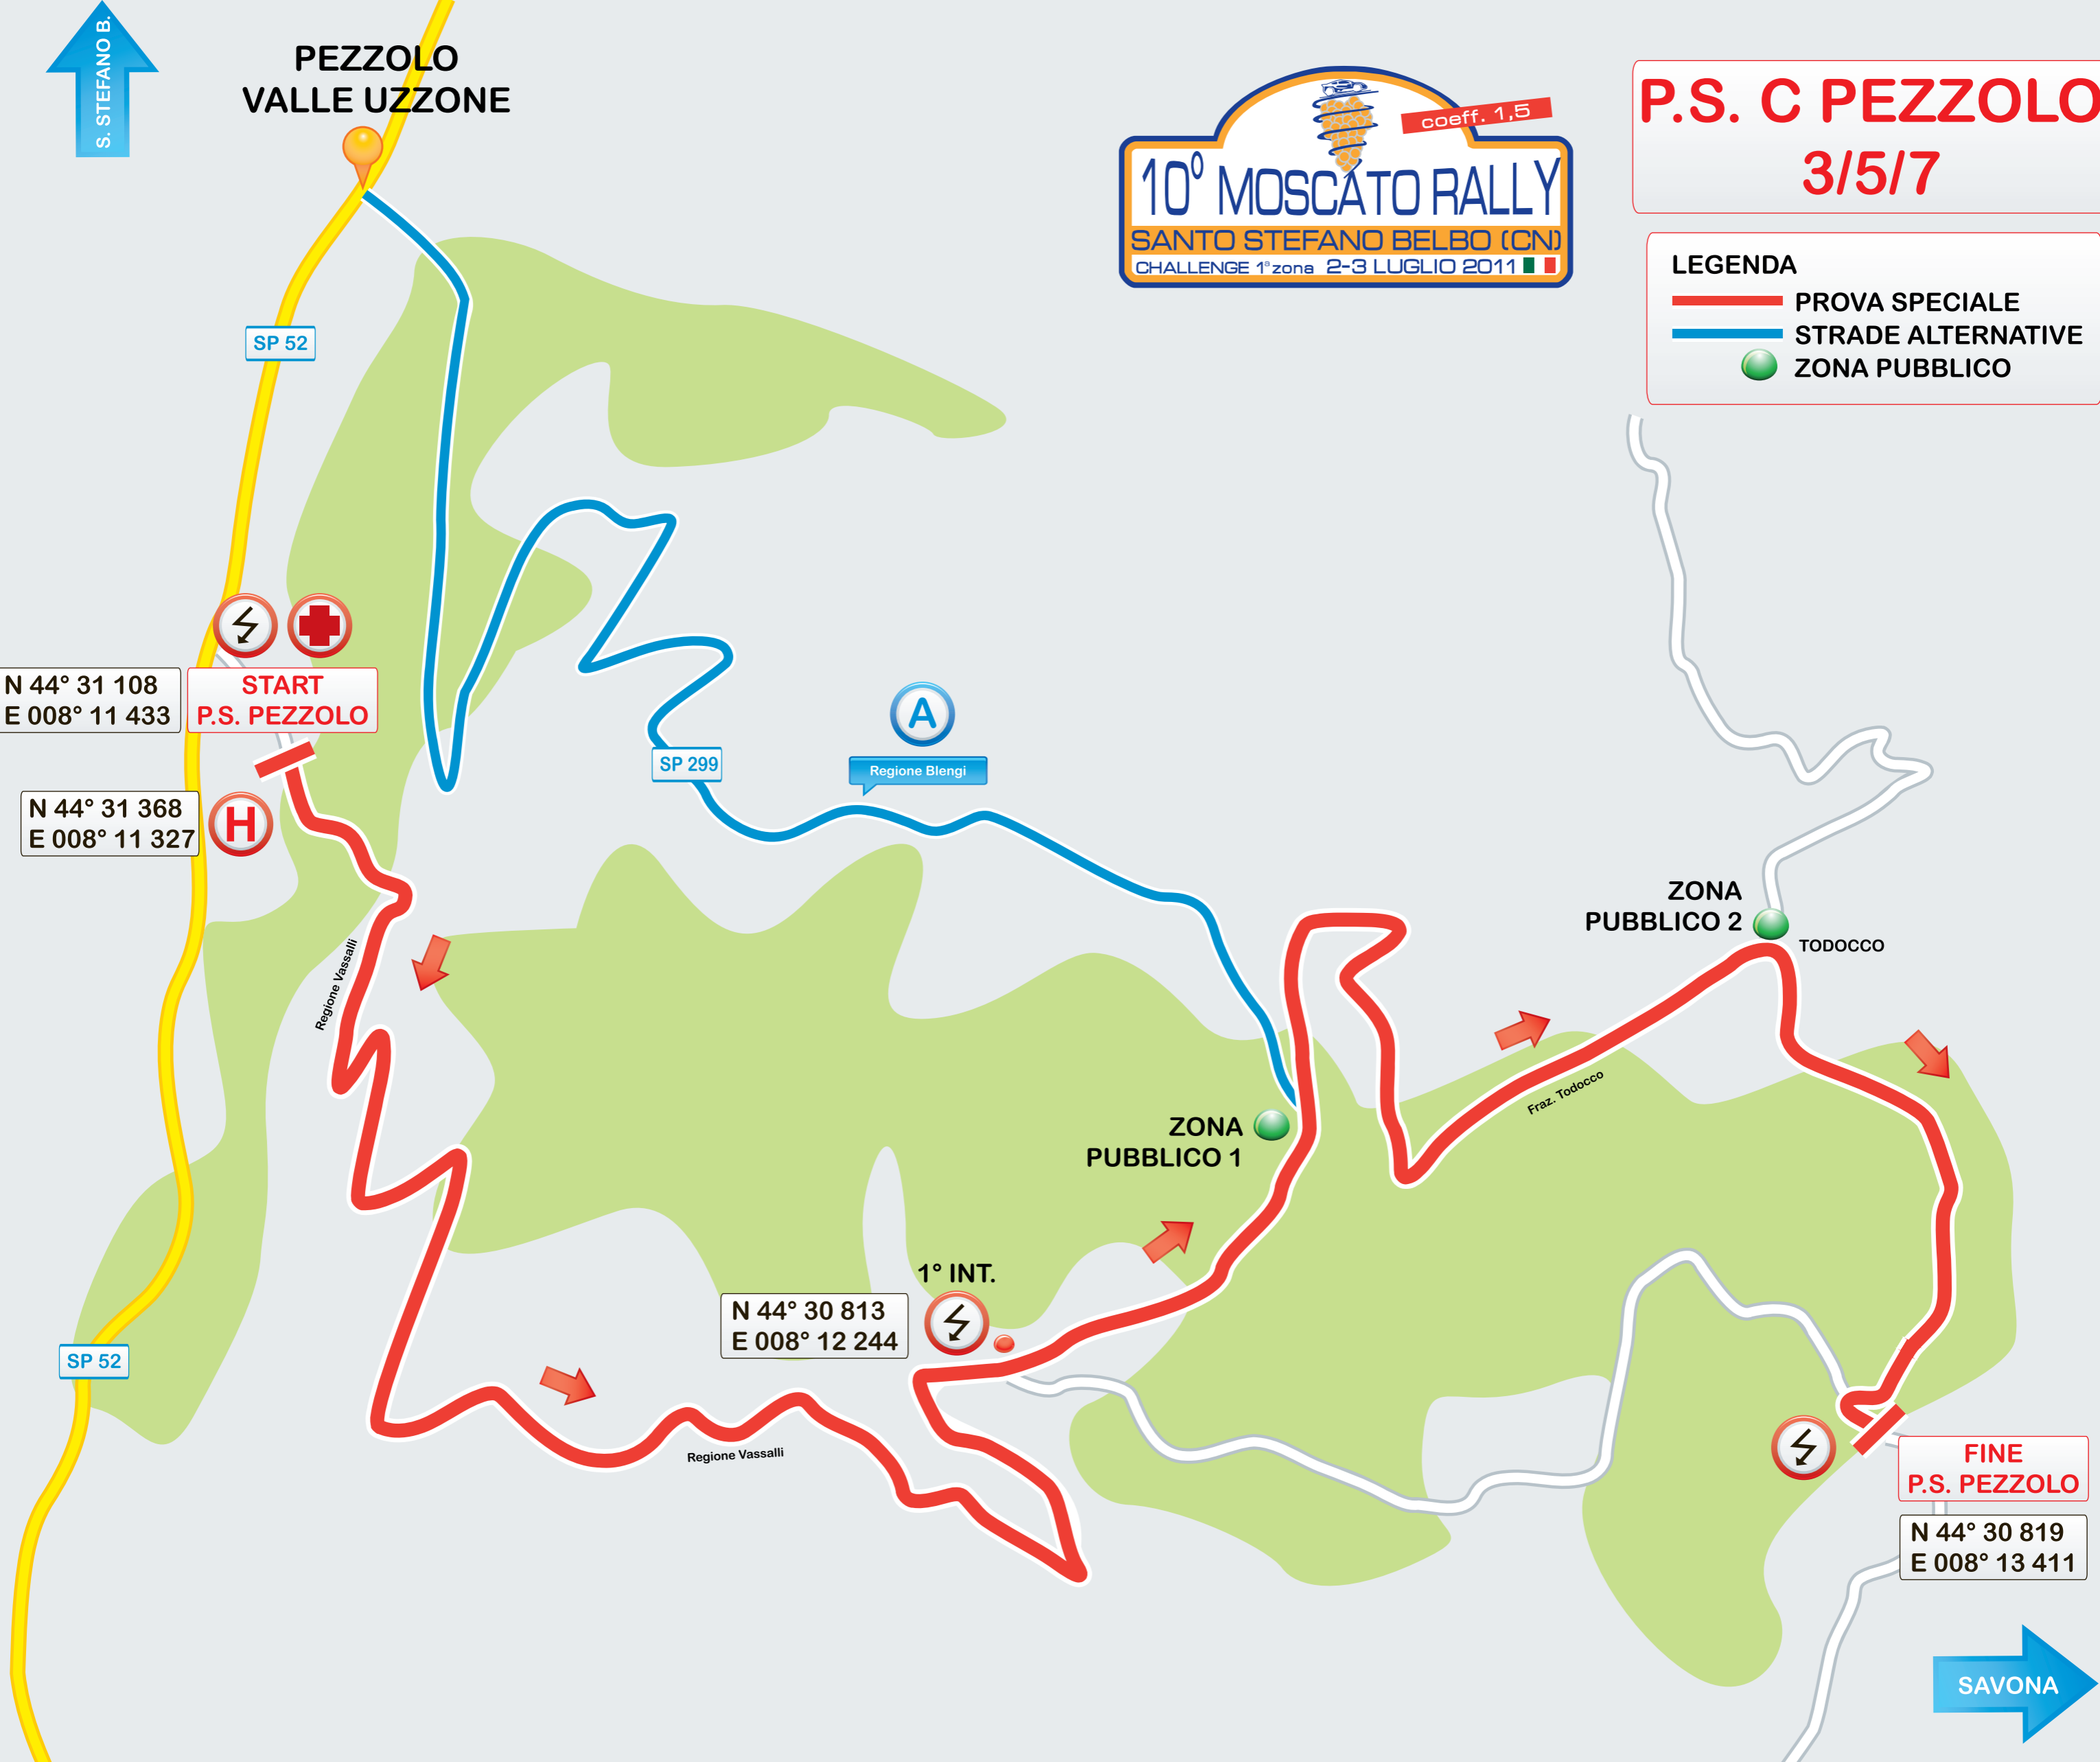 S. STEFANO B.
PEZZOLO
VALLE UZZONE
coeff. 1,5
10° MOSCATO RALLY
SANTO STEFANO BELBO (CN)
CHALLENGE 1ª zona 2-3 LUGLIO 2011
P.S. C PEZZOLO
3/5/7
LEGENDA
PROVA SPECIALE
STRADE ALTERNATIVE
ZONA PUBBLICO
SP 52
N 44° 31 108
E 008° 11 433
START
P.S. PEZZOLO
N 44° 31 368
E 008° 11 327
H
A
Regione Blengi
SP 299
Regione Vassalli
ZONA
PUBBLICO 2
TODOCCO
Fraz. Todocco
ZONA
PUBBLICO 1
1° INT.
N 44° 30 813
E 008° 12 244
SP 52
Regione Vassalli
FINE
P.S. PEZZOLO
N 44° 30 819
E 008° 13 411
SAVONA